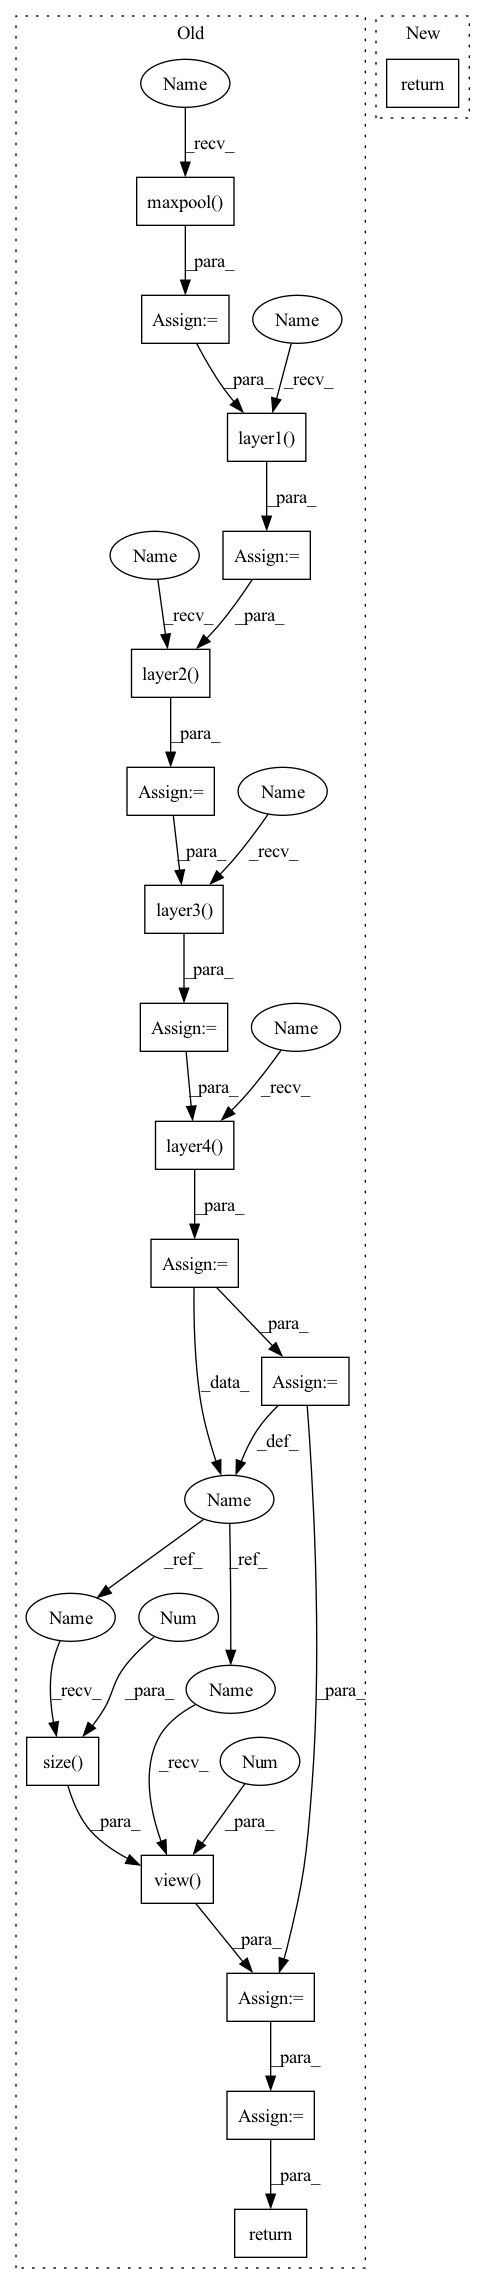 Old
New
Name
return
_recv_
maxpool()
_para_
Assign:=
Name
_para_
_recv_
layer1()
_para_
Name
Assign:=
_recv_
_para_
layer2()
_para_
Assign:=
Name
_para_
_recv_
layer3()
_para_
Assign:=
Name
_para_
_recv_
layer4()
_para_
Assign:=
_para_
_data_
Assign:=
_def_
Name
_ref_
_ref_
Name
Num
Name
_para_
_recv_
_para_
size()
_recv_
Num
_para_
_para_
view()
_para_
Assign:=
_para_
Assign:=
_para_
return